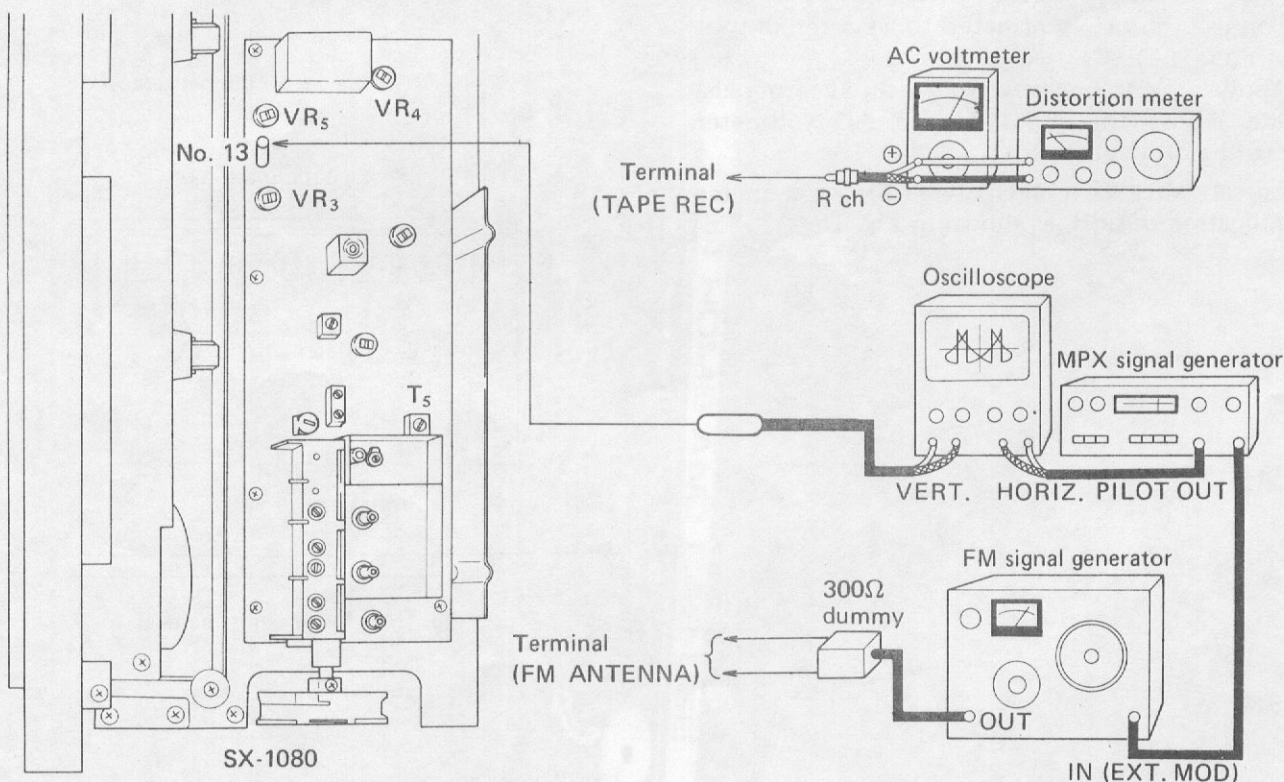 AC voltmeter
VR₄
Distortion meter
VR₅
No. 13
Terminal
(TAPE REC)
⊕
⊖
R ch
VR₃
Oscilloscope
MPX signal generator
T₅
VERT. HORIZ. PILOT OUT
FM signal generator
300Ω
dummy
Terminal
(FM ANTENNA)
OUT
SX-1080
IN (EXT. MOD)